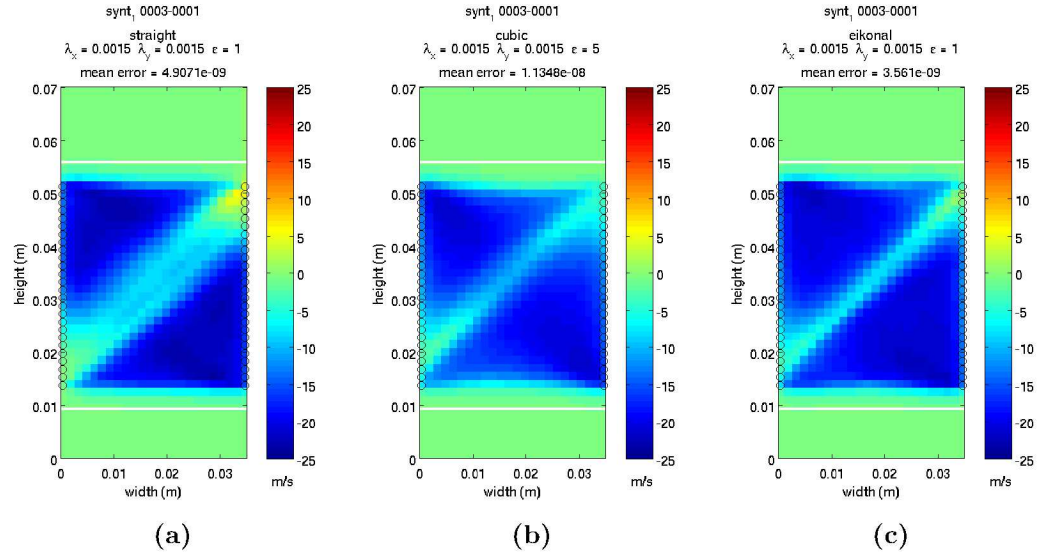 synt₁ 0003-0001
straight
λx = 0.0015 λy = 0.0015 ε = 1
mean error = 4.9071e-09
0.07
0.06
0.05
0.04
0.03
0.02
0.01
0
height (m)
0 0.01 0.02 0.03
width (m)
25
20
15
10
5
0
-5
-10
-15
-20
-25
m/s
(a)
synt₁ 0003-0001
cubic
λx = 0.0015 λy = 0.0015 ε = 5
mean error = 1.1348e-08
0.07
0.06
0.05
0.04
0.03
0.02
0.01
0
height (m)
0 0.01 0.02 0.03
width (m)
25
20
15
10
5
0
-5
-10
-15
-20
-25
m/s
(b)
synt₁ 0003-0001
eikonal
λx = 0.0015 λy = 0.0015 ε = 1
mean error = 3.561e-09
0.07
0.06
0.05
0.04
0.03
0.02
0.01
0
height (m)
0 0.01 0.02 0.03
width (m)
25
20
15
10
5
0
-5
-10
-15
-20
-25
m/s
(c)